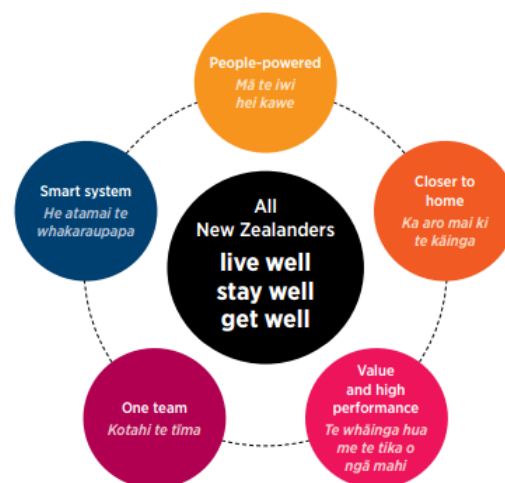 People-powered
Mā te iwi
hei kawe
Closer to
home
Ka aro mai ki
te kāinga
Value
and high
performance
Te whāinga hua
me te tika o
ngā mahi
One team
Kotahi te tīma
Smart system
He atamai te
whakaraupapa
All
New Zealanders
live well
stay well
get well